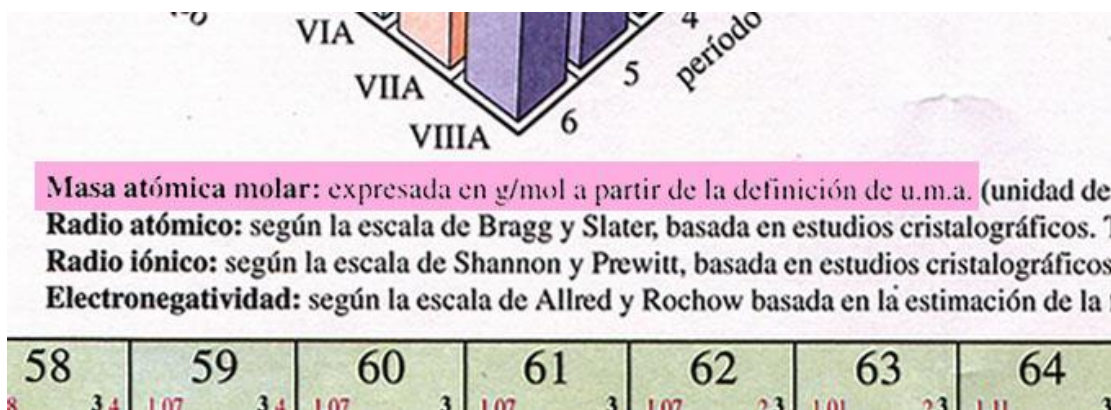 VIA
4
VIIA
5
período
VIIIA
6
Masa atómica molar: expresada en g/mol a partir de la definición de u.m.a. (unidad de
Radio atómico: según la escala de Bragg y Slater, basada en estudios cristalográficos. T
Radio iónico: según la escala de Shannon y Prewitt, basada en estudios cristalográficos
Electronegatividad: según la escala de Allred y Rochow basada en la estimación de la
58 59 60 61 62 63 64
3 4 1.07 3 4 1.07 3 1.07 3 1.07 2 3 1.01 2 3 1.11